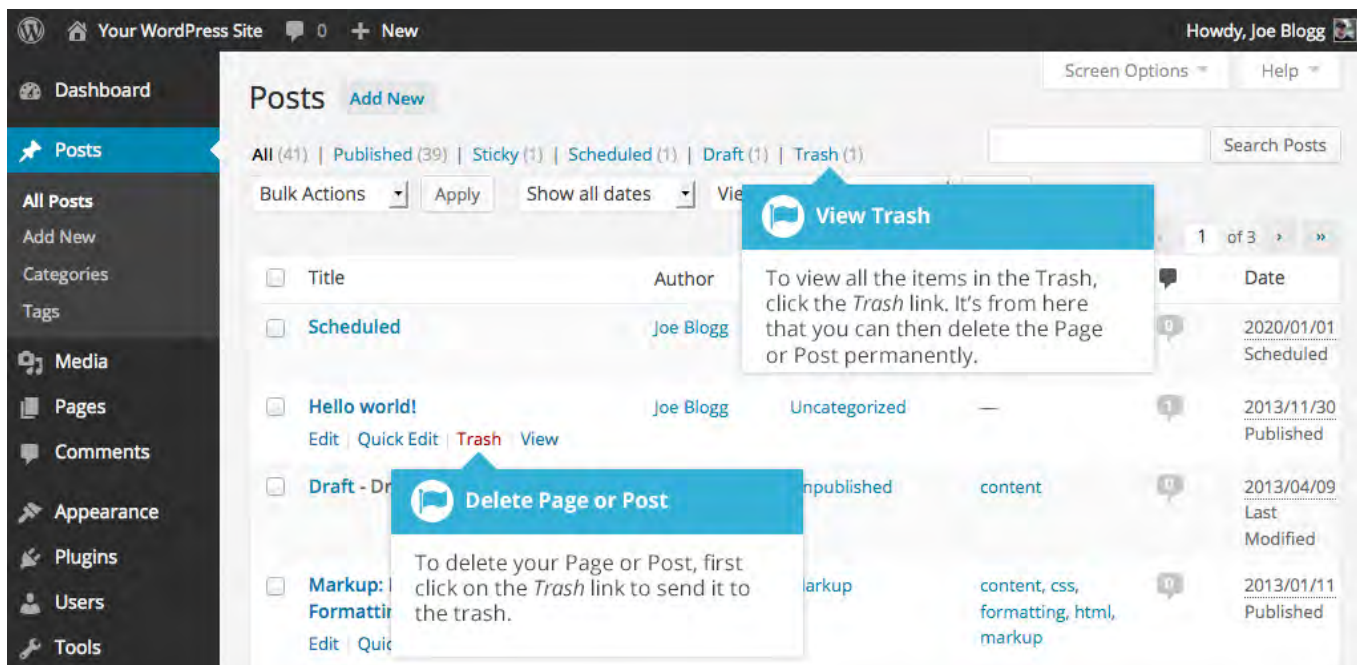 Your WordPress Site 0 + New Howdy, Joe Blogg
Screen Options Help
Dashboard
Posts Add New
Posts
All (41) | Published (39) | Sticky (1) | Scheduled (1) | Draft (1) | Trash (1) Search Posts
Bulk Actions Apply Show all dates
All Posts
Add New
Categories
Tags
Media
Pages
Comments
Appearance
Plugins
Users
Tools
View Trash
To view all the items in the Trash,
click the Trash link. It's from here
that you can then delete the Page
or Post permanently.
1 of 3 › »
Title Author Date
Scheduled Joe Blogg 0 2020/01/01
Scheduled
Hello world! Joe Blogg Uncategorized — 1 2013/11/30
Edit | Quick Edit | Trash | View Published
Draft - content 0 2013/04/09
Last
Modified
Delete Page or Post
To delete your Page or Post, first
click on the Trash link to send it to
the trash.
Markup: content, css, 0 2013/01/11
formatting, html, Published
markup
Edit